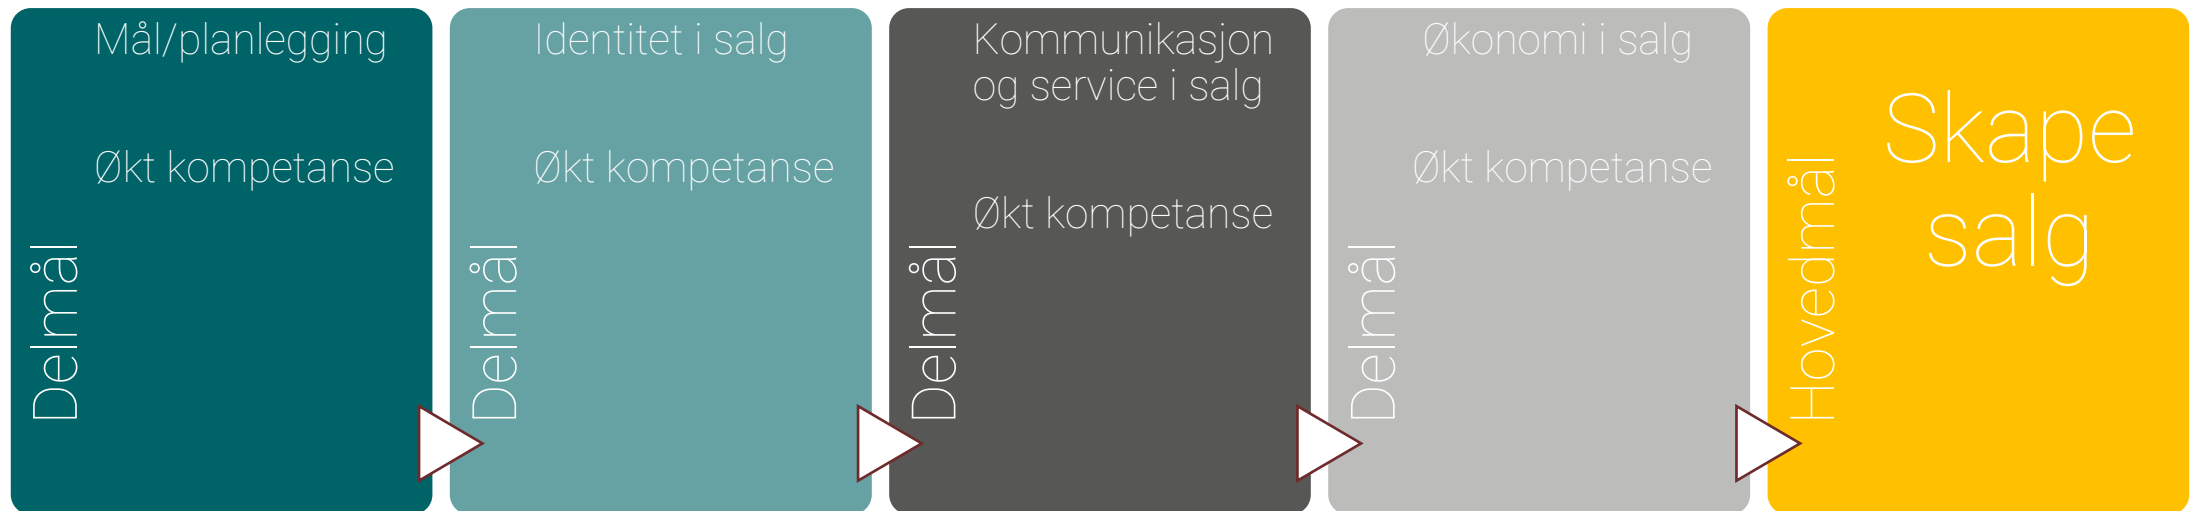 Mål/planlegging
Økt kompetanse
Delmål
Identitet i salg
Økt kompetanse
Delmål
Kommunikasjon
og service i salg
Økt kompetanse
Delmål
Økonomi i salg
Økt kompetanse
Delmål
Skape
salg
Hovedmål